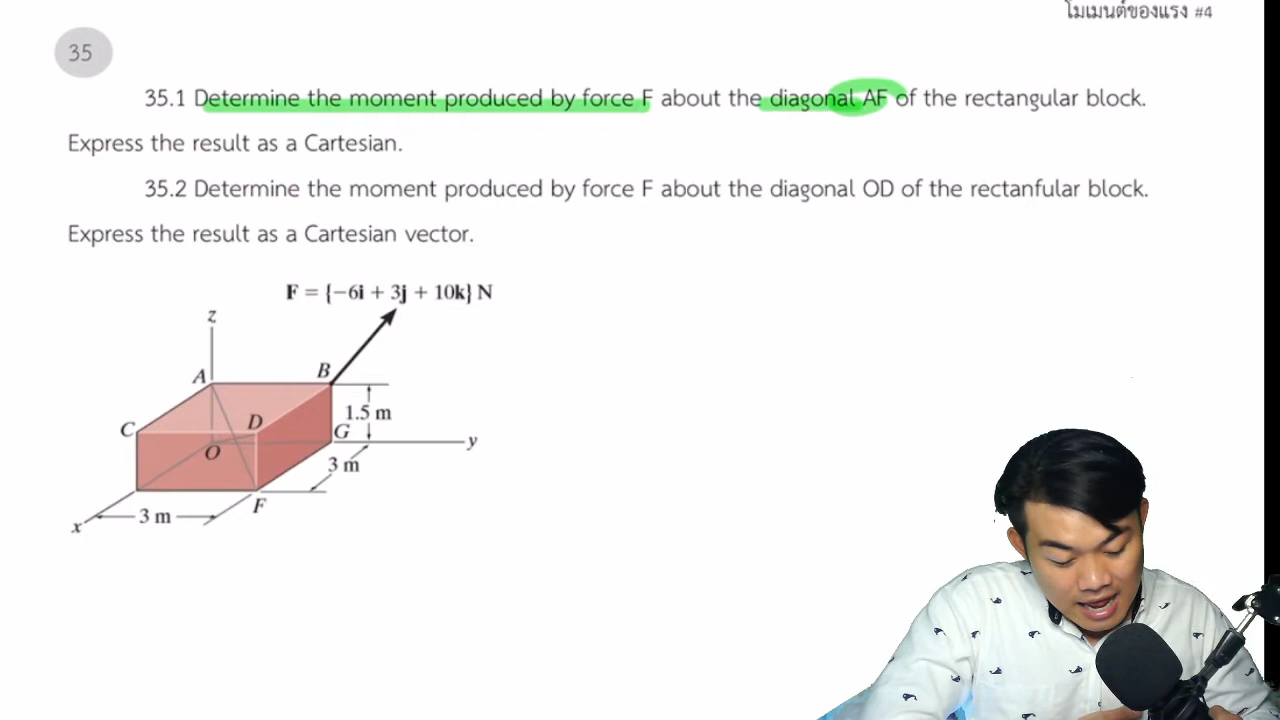 โมเมนต์ของแรง #4
35
35.1 Determine the moment produced by force F about the diagonal AF of the rectangular block.
Express the result as a Cartesian.
35.2 Determine the moment produced by force F about the diagonal OD of the rectanfular block.
Express the result as a Cartesian vector.
F = {−6i + 3j + 10k} N
z
A
B
1.5 m
C
D
G
O
y
3 m
F
3 m
x